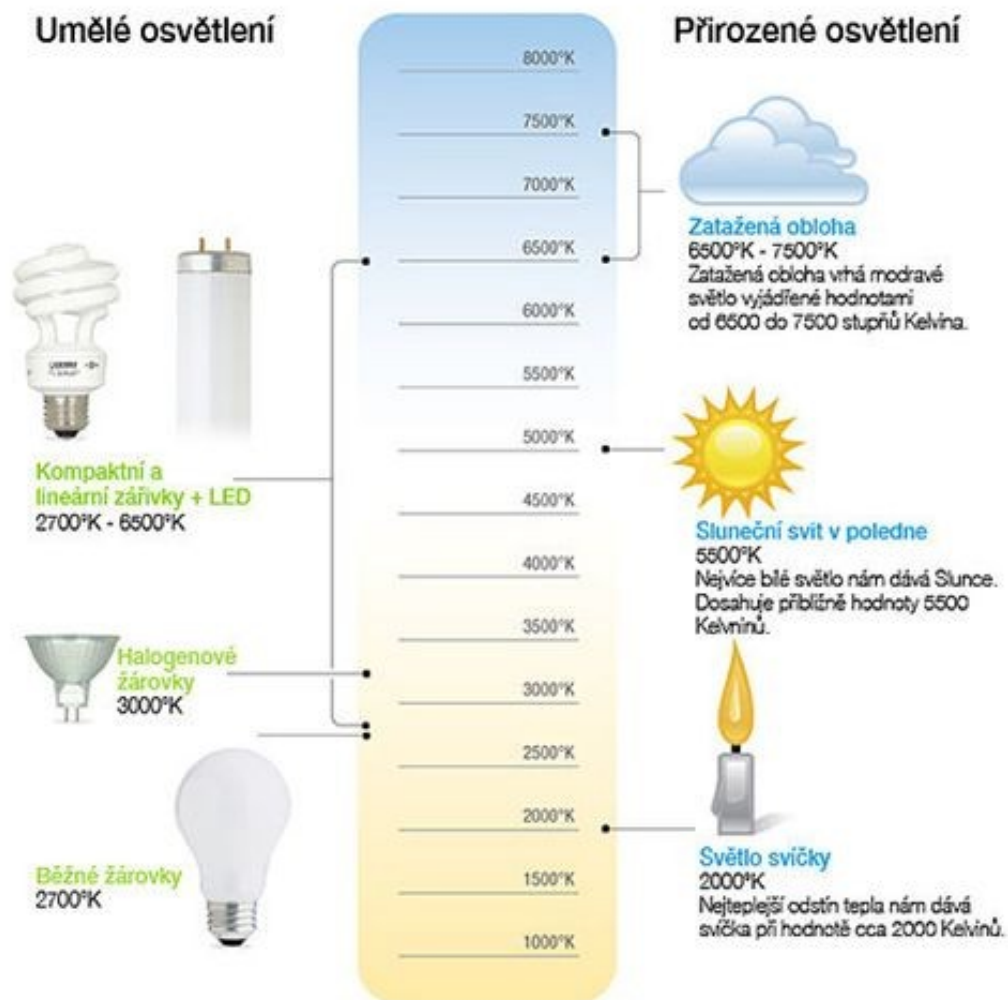 Umělé osvětlení
Přirozené osvětlení
8000°K
7500°K
7000°K
6500°K
6000°K
5500°K
5000°K
4500°K
4000°K
3500°K
3000°K
2500°K
2000°K
1500°K
1000°K
Kompaktní a
lineární zářivky + LED
2700°K - 6500°K
Halogenové
žárovky
3000°K
Běžné žárovky
2700°K
Zatažená obloha
6500°K - 7500°K
Zatažená obloha vrhá modravé
světlo vyjádřené hodnotami
od 6500 do 7500 stupňů Kelvina.
Sluneční svit v poledne
5500°K
Nejvíce bílé světlo nám dává Slunce.
Dosahuje přibližně hodnoty 5500
Kelvninů.
Světlo svíčky
2000°K
Nejteplejší odstín tepla nám dává
svíčka při hodnotě cca 2000 Kelvinů.